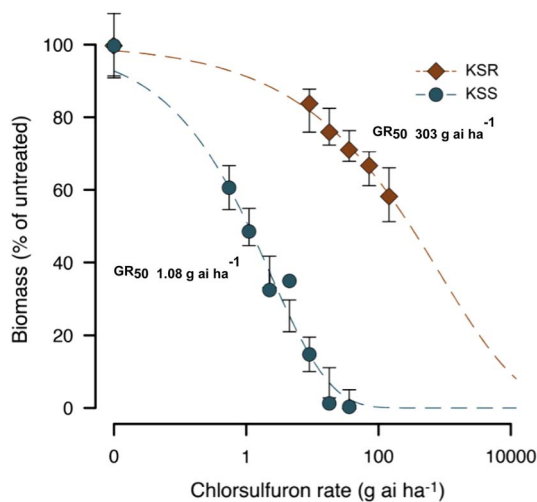 100
80
60
40
20
0
Biomass (% of untreated)
KSR
KSS
GR50 303 g ai ha-1
GR50 1.08 g ai ha-1
0 1 100 10000
Chlorsulfuron rate (g ai ha-1)